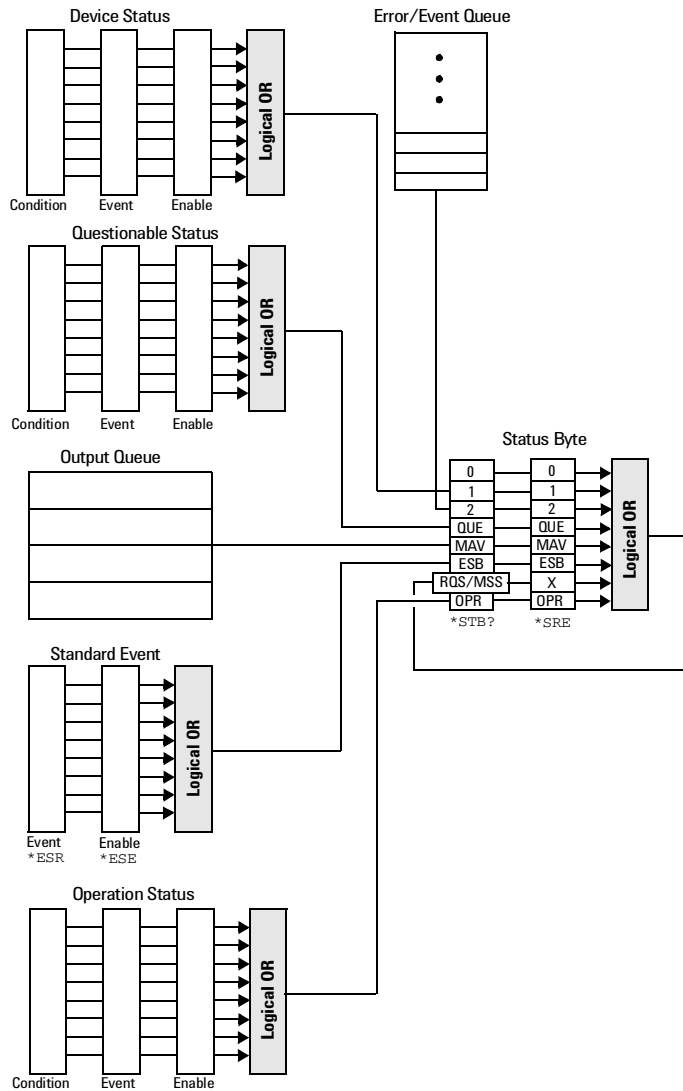 Device Status
Logical OR
Condition Event Enable
Error/Event Queue
Questionable Status
Logical OR
Condition Event Enable
Output Queue
Status Byte
0 0
1 1
2 2
QUE QUE
MAV MAV
ESB ESB
RQS/MSS X
OPR OPR
*STB? *SRE
Logical OR
Standard Event
Logical OR
Event Enable
*ESR *ESE
Operation Status
Logical OR
Condition Event Enable